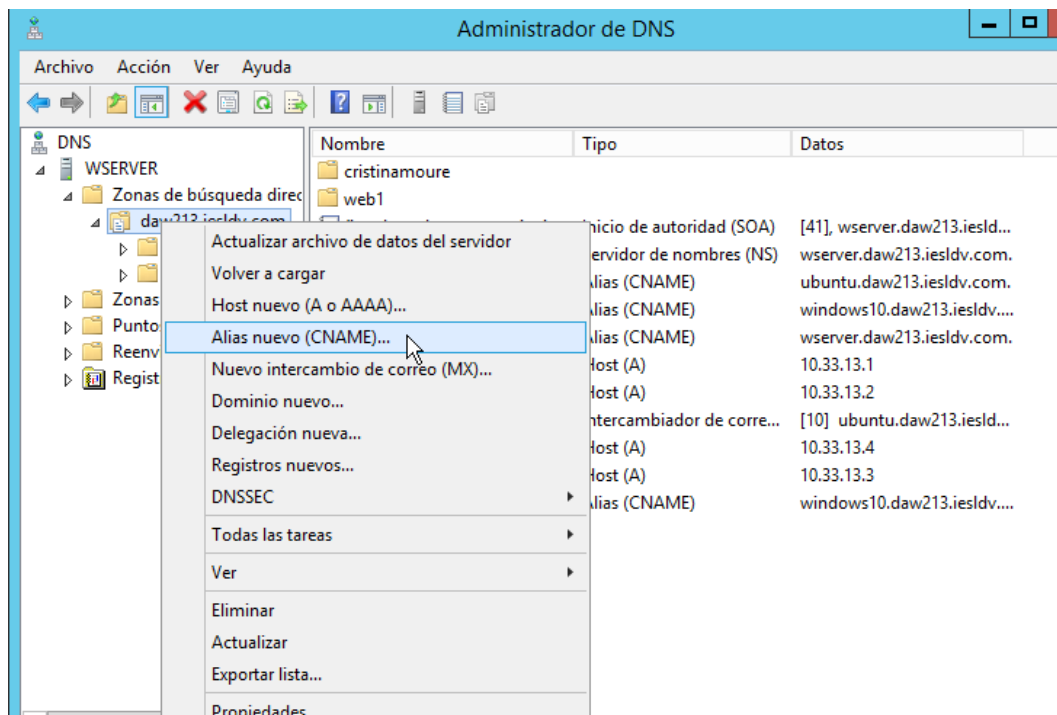 Administrador de DNS
Archivo Acción Ver Ayuda
DNS
WSERVER
Zonas de búsqueda direc
daw213.iesldv.com
Zonas
Punto
Reenv
Regist
Nombre Tipo Datos
cristinamoure
web1
nicio de autoridad (SOA) [41], wserver.daw213.iesld...
ervidor de nombres (NS) wserver.daw213.iesldv.com.
lias (CNAME) ubuntu.daw213.iesldv.com.
lias (CNAME) windows10.daw213.iesldv....
lias (CNAME) wserver.daw213.iesldv.com.
Host (A) 10.33.13.1
Host (A) 10.33.13.2
ntercambiador de corre... [10] ubuntu.daw213.iesld...
Host (A) 10.33.13.4
Host (A) 10.33.13.3
lias (CNAME) windows10.daw213.iesldv....
Actualizar archivo de datos del servidor
Volver a cargar
Host nuevo (A o AAAA)...
Alias nuevo (CNAME)...
Nuevo intercambio de correo (MX)...
Dominio nuevo...
Delegación nueva...
Registros nuevos...
DNSSEC
Todas las tareas
Ver
Eliminar
Actualizar
Exportar lista...
Propiedades